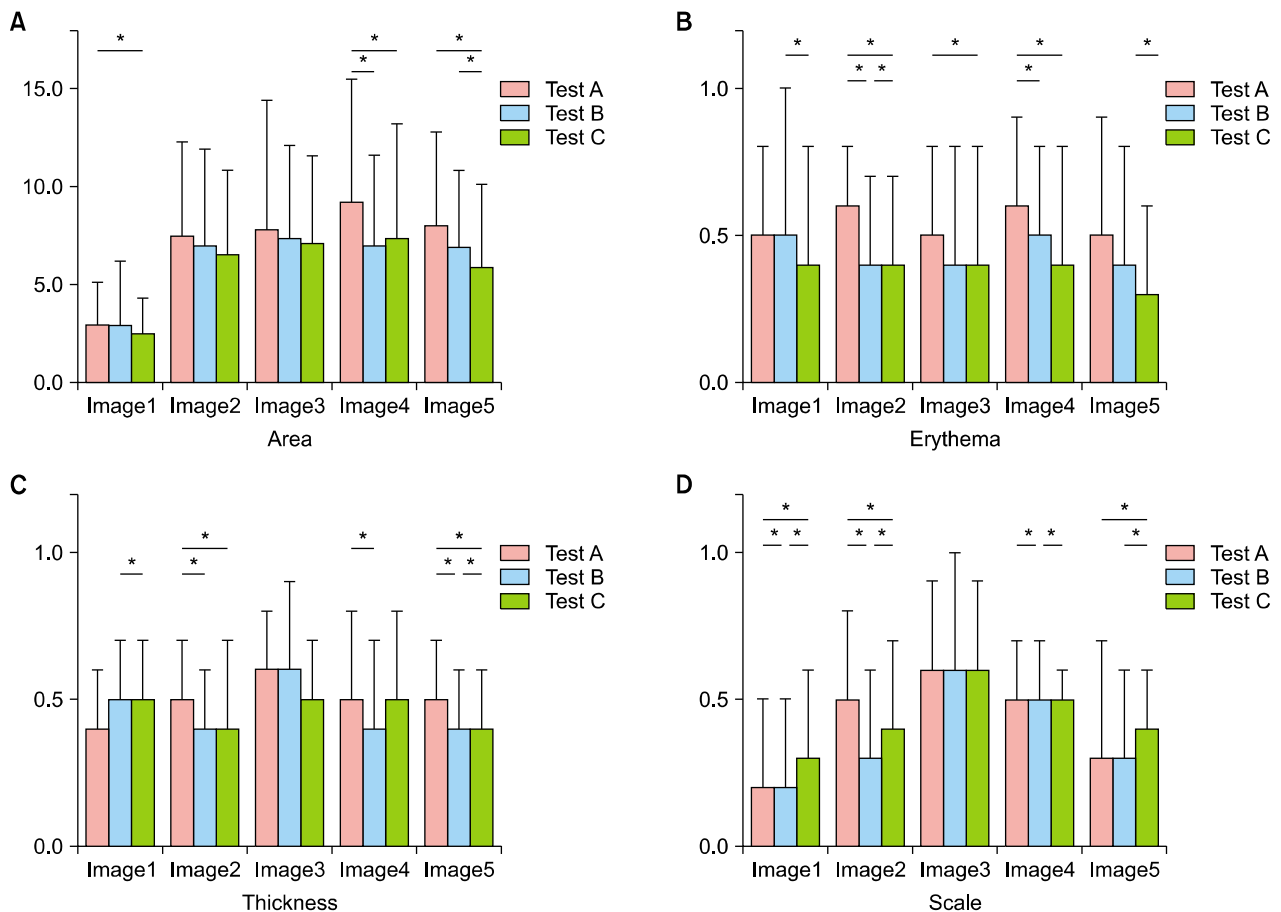 A
* * *
* *
15.0
10.0
5.0
0.0
Test A
Test B
Test C
Image1 Image2 Image3 Image4 Image5
Area
B
* * * * *
* * *
1.0
0.5
0.0
Test A
Test B
Test C
Image1 Image2 Image3 Image4 Image5
Erythema
C
* * *
* * * *
1.0
0.5
0.0
Test A
Test B
Test C
Image1 Image2 Image3 Image4 Image5
Thickness
D
* * *
* * * * * * *
1.0
0.5
0.0
Test A
Test B
Test C
Image1 Image2 Image3 Image4 Image5
Scale